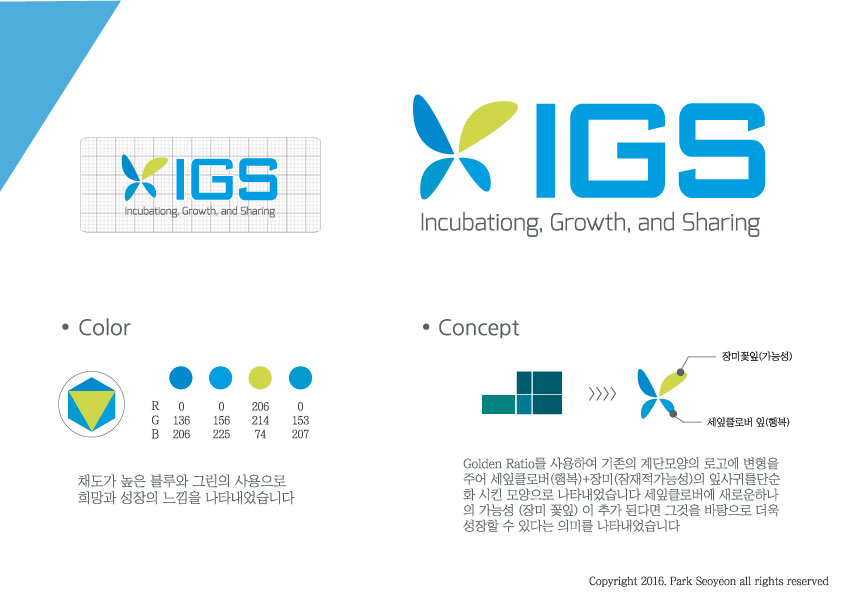 IGS
Incubationg, Growth, and Sharing
IGS
Incubationg, Growth, and Sharing
• Color
R 0 0 206 0
G 136 156 214 153
B 206 225 74 207
채도가 높은 블루와 그린의 사용으로
희망과 성장의 느낌을 나타내었습니다
• Concept
장미꽃잎(가능성)
세잎클로버 잎(행복)
Golden Ratio를 사용하여 기존의 계단모양의 로고에 변형을
주어 세잎클로버(행복)+장미(잠재적가능성)의 잎사귀를단순
화 시킨 모양으로 나타내었습니다 세잎클로버에 새로운하나
의 가능성 (장미 꽃잎) 이 추가 된다면 그것을 바탕으로 더욱
성장할 수 있다는 의미를 나타내었습니다
Copyright 2016. Park Seoyeon all rights reserved